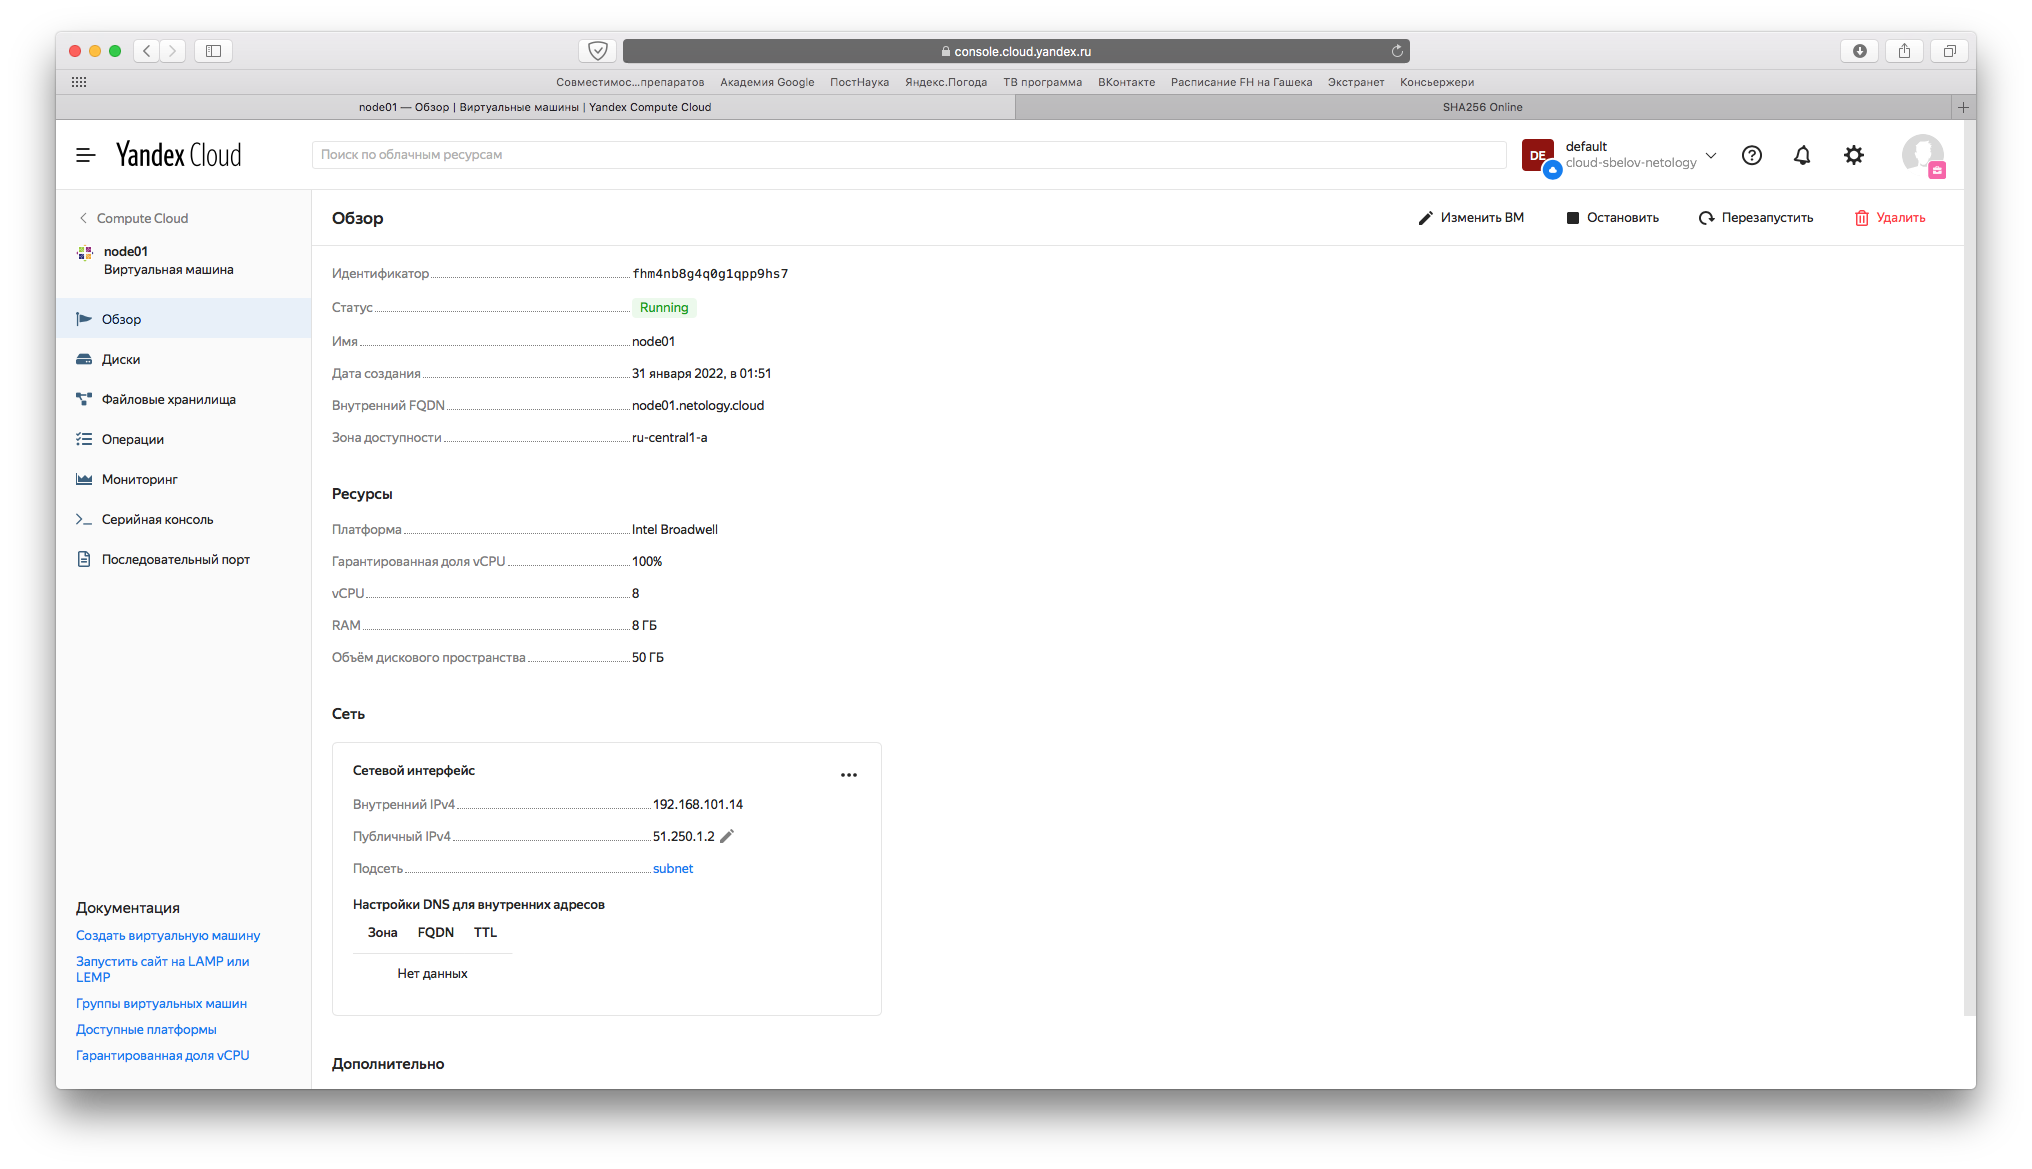 console.cloud.yandex.ru
Совместимос...препаратов Академия Google ПостНаука Яндекс.Погода ТВ программа ВКонтакте Расписание FH на Гашека Экстранет Консьержери
node01 — Обзор | Виртуальные машины | Yandex Compute Cloud
SHA256 Online
Yandex Cloud
Поиск по облачным ресурсам
DE
default
cloud-sbelov-netology
Compute Cloud
node01
Виртуальная машина
Обзор
Диски
Файловые хранилища
Операции
Мониторинг
Серийная консоль
Последовательный порт
Документация
Создать виртуальную машину
Запустить сайт на LAMP или
LEMP
Группы виртуальных машин
Доступные платформы
Гарантированная доля vCPU
Обзор
Изменить ВМ
Остановить
Перезапустить
Удалить
Идентификатор fhm4nb8g4q0g1qpp9hs7
Статус Running
Имя node01
Дата создания 31 января 2022, в 01:51
Внутренний FQDN node01.netology.cloud
Зона доступности ru-central1-a
Ресурсы
Платформа Intel Broadwell
Гарантированная доля vCPU 100%
vCPU 8
RAM 8 ГБ
Объём дискового пространства 50 ГБ
Сеть
Сетевой интерфейс
Внутренний IPv4 192.168.101.14
Публичный IPv4 51.250.1.2
Подсеть subnet
Настройки DNS для внутренних адресов
Зона FQDN TTL
Нет данных
Дополнительно